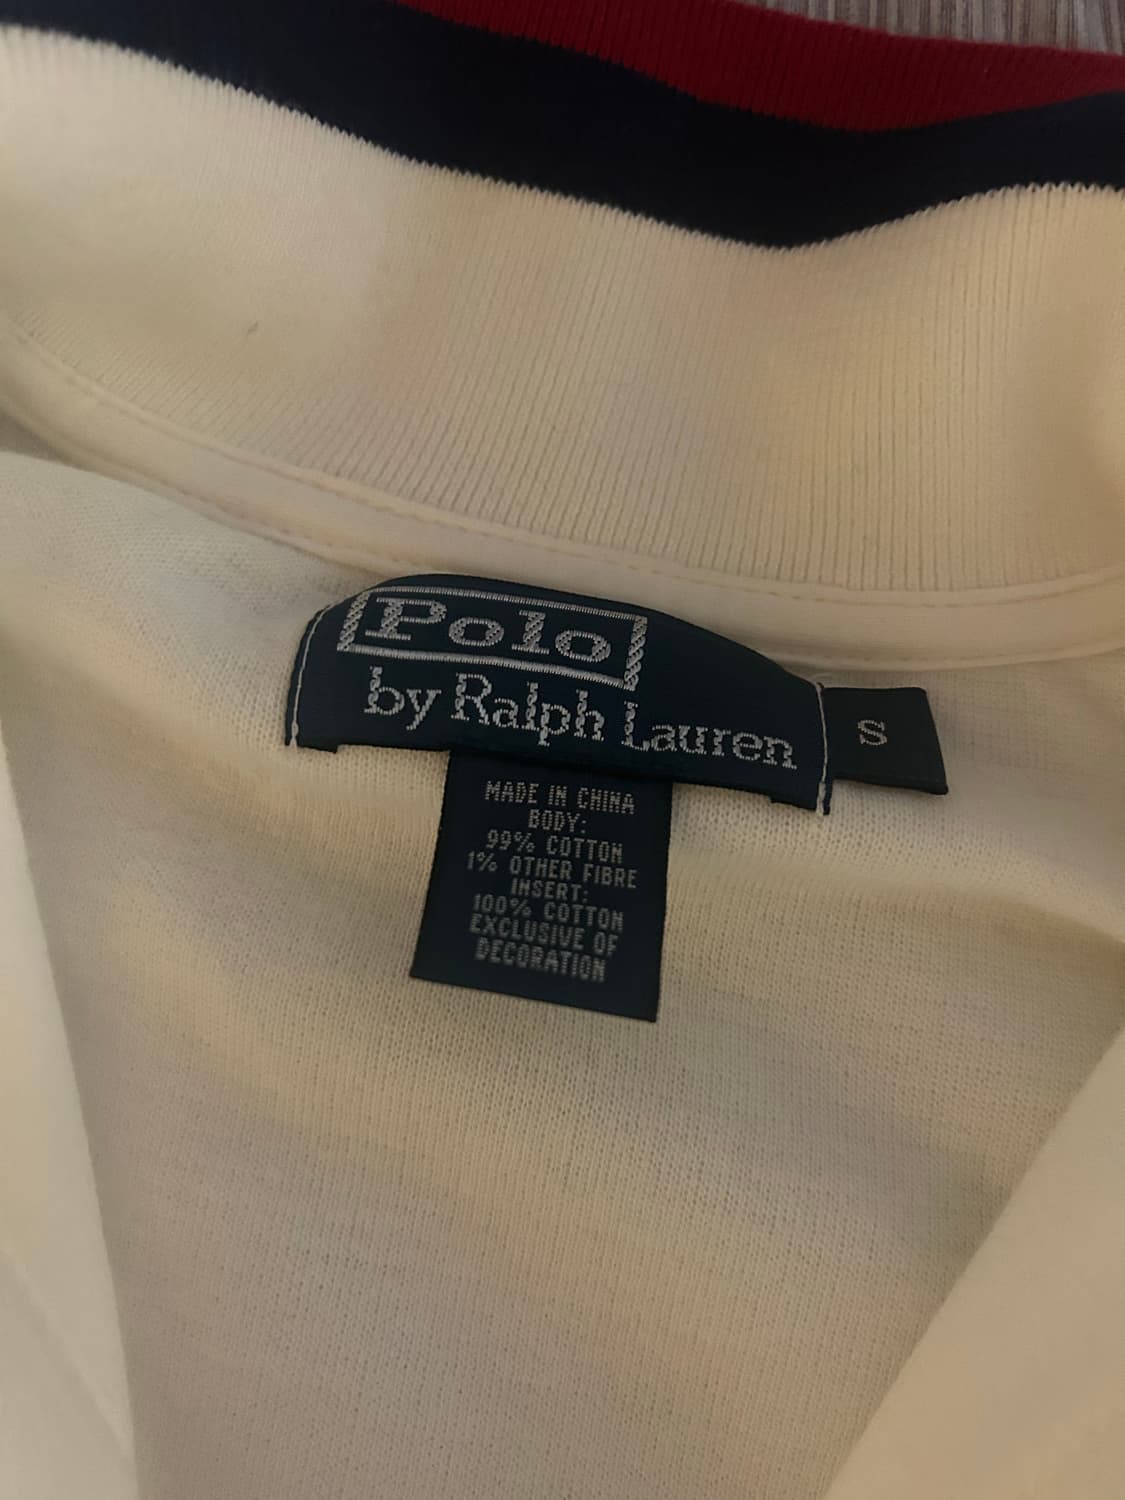 Polo
by Ralph Lauren
S
MADE IN CHINA
BODY:
99% COTTON
1% OTHER FIBRE
INSERT:
100% COTTON
EXCLUSIVE OF
DECORATION